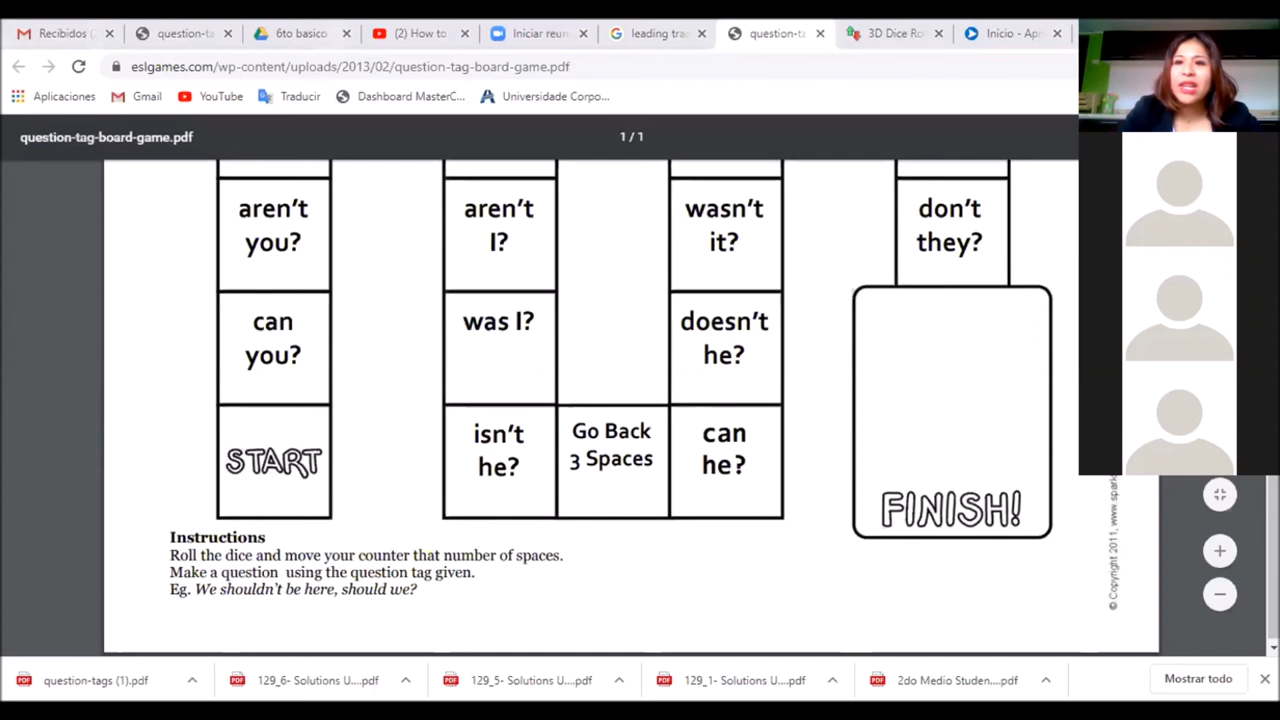 Recibidos (
question-ta
6to basico
(2) How to
Iniciar reun
leading tra
question-ta
3D Dice Ro
Inicio - Apr
eslgames.com/wp-content/uploads/2013/02/question-tag-board-game.pdf
Aplicaciones
Gmail
YouTube
Traducir
Dashboard MasterC...
Universidade Corpo...
question-tag-board-game.pdf
1 / 1
aren't
you?
aren't
I?
wasn't
it?
don't
they?
can
you?
was I?
doesn't
he?
START
isn't
he?
Go Back
3 Spaces
can
he?
FINISH!
Instructions
Roll the dice and move your counter that number of spaces.
Make a question using the question tag given.
Eg. We shouldn't be here, should we?
© Copyright 2011, www.spark
question-tags (1).pdf
129_6- Solutions U....pdf
129_5- Solutions U....pdf
129_1- Solutions U....pdf
2do Medio Studen....pdf
Mostrar todo